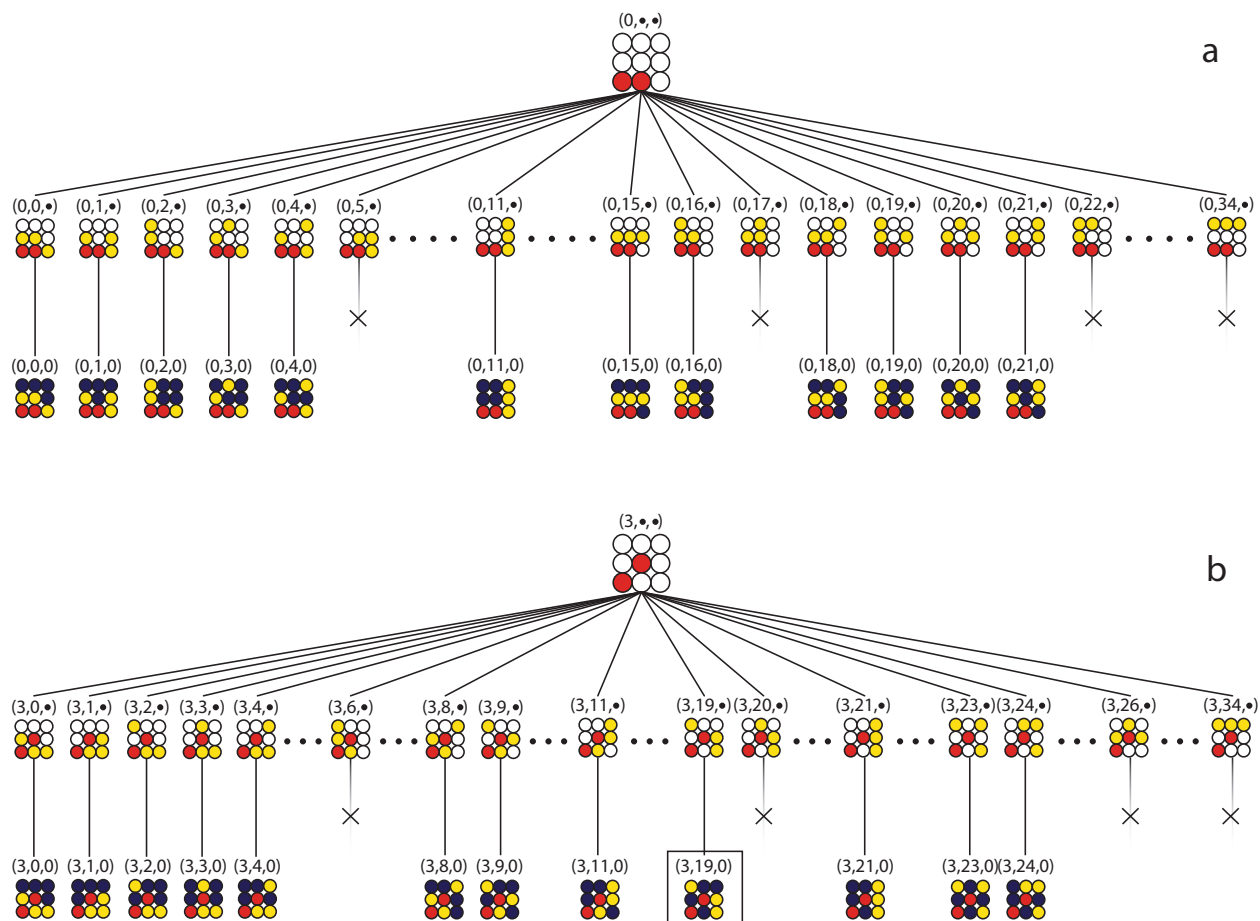 (0,•,•)
a
(0,0,•) (0,1,•) (0,2,•) (0,3,•) (0,4,•) (0,5,•) (0,11,•) (0,15,•) (0,16,•) (0,17,•) (0,18,•) (0,19,•) (0,20,•) (0,21,•) (0,22,•) (0,34,•)
(0,0,0) (0,1,0) (0,2,0) (0,3,0) (0,4,0) (0,11,0) (0,15,0) (0,16,0) (0,18,0) (0,19,0) (0,20,0) (0,21,0)
(3,•,•)
b
(3,0,•) (3,1,•) (3,2,•) (3,3,•) (3,4,•) (3,6,•) (3,8,•) (3,9,•) (3,11,•) (3,19,•) (3,20,•) (3,21,•) (3,23,•) (3,24,•) (3,26,•) (3,34,•)
(3,0,0) (3,1,0) (3,2,0) (3,3,0) (3,4,0) (3,8,0) (3,9,0) (3,11,0) (3,19,0) (3,21,0) (3,23,0) (3,24,0)